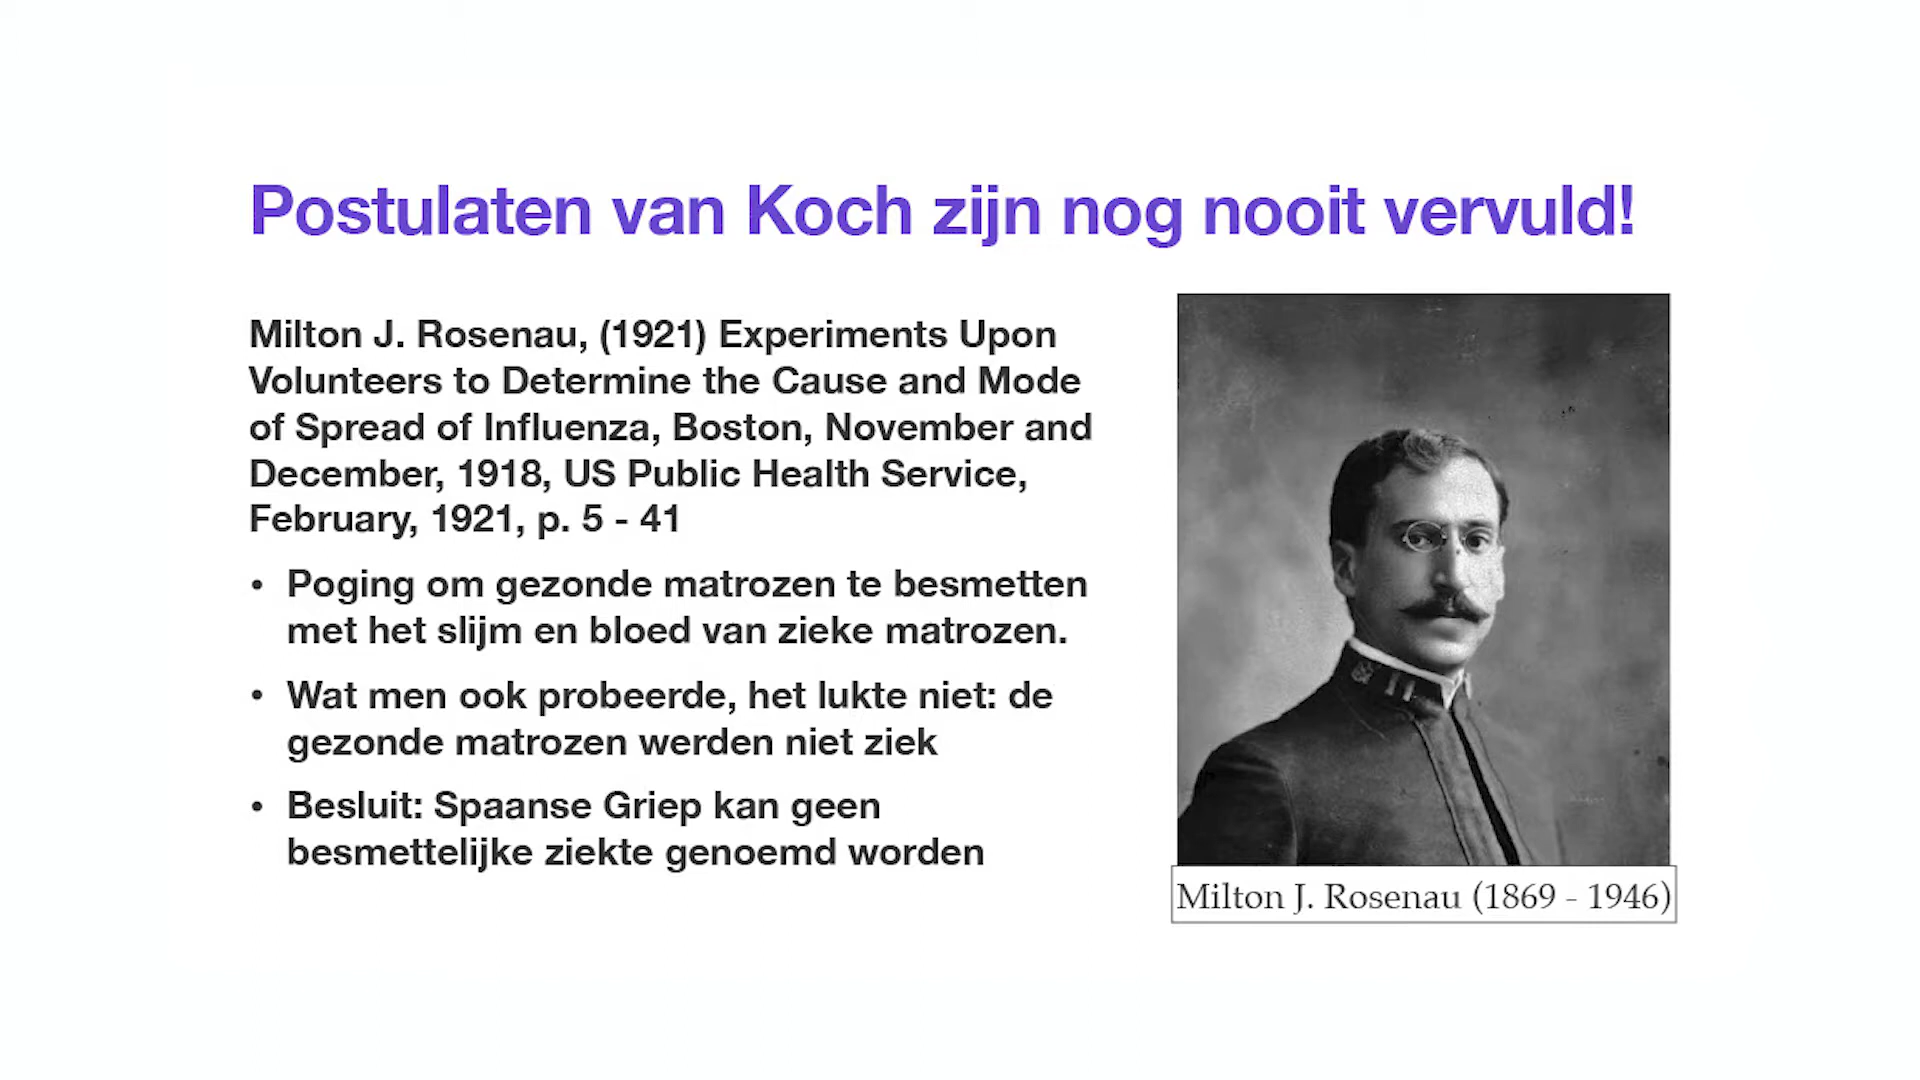 Postulaten van Koch zijn nog nooit vervuld!
Milton J. Rosenau, (1921) Experiments Upon
Volunteers to Determine the Cause and Mode
of Spread of Influenza, Boston, November and
December, 1918, US Public Health Service,
February, 1921, p. 5 - 41
• Poging om gezonde matrozen te besmetten
met het slijm en bloed van zieke matrozen.
• Wat men ook probeerde, het lukte niet: de
gezonde matrozen werden niet ziek
• Besluit: Spaanse Griep kan geen
besmettelijke ziekte genoemd worden
Milton J. Rosenau (1869 - 1946)